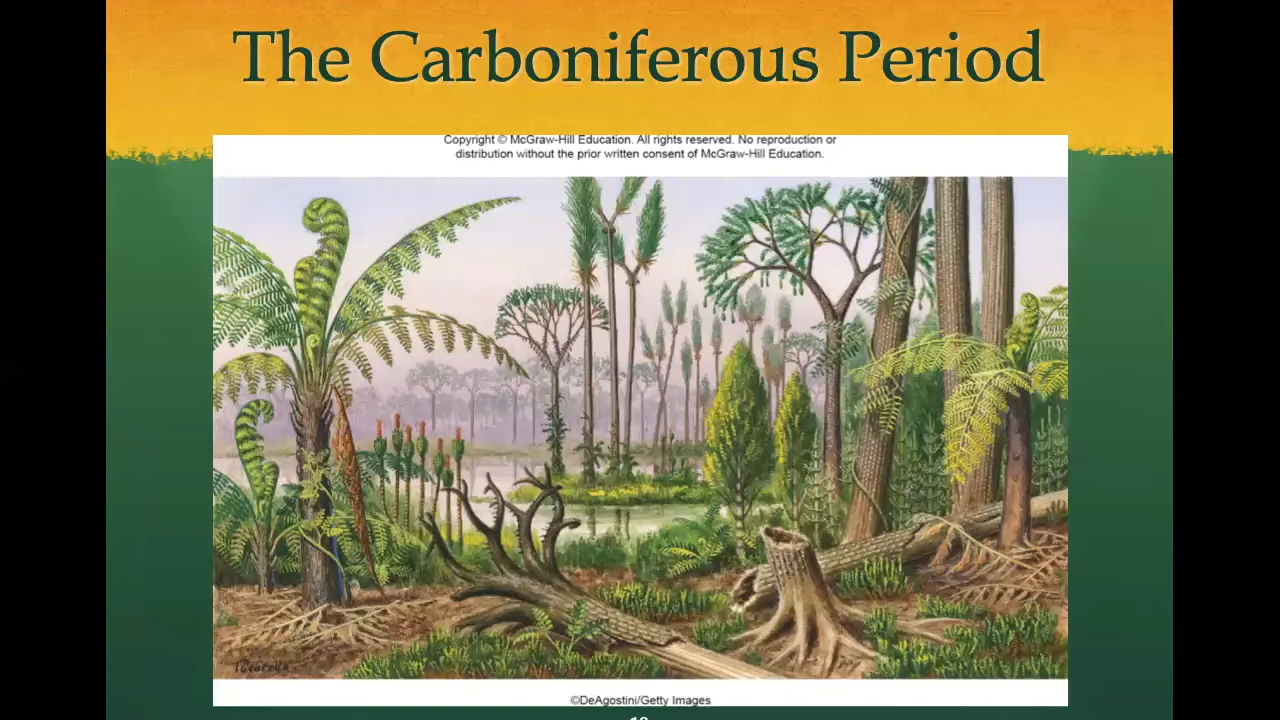 The Carboniferous Period
Copyright © McGraw-Hill Education. All rights reserved. No reproduction or
distribution without the prior written consent of McGraw-Hill Education.
©DeAgostini/Getty Images